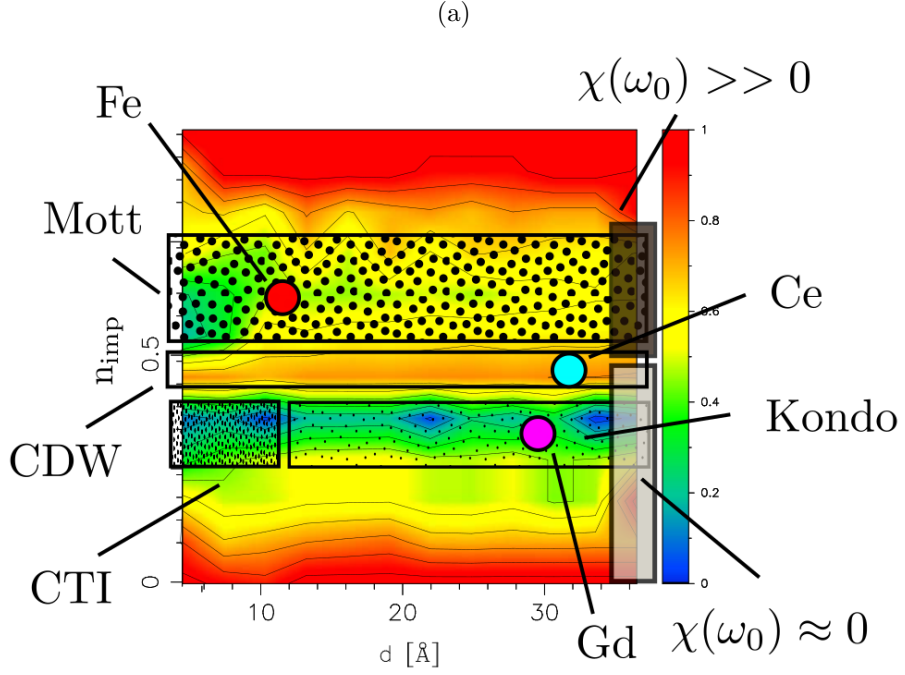 (a)
χ(ω₀) >> 0
Fe
Mott
Ce
Kondo
CDW
CTI
Gd
χ(ω₀) ≈ 0
n_imp
0.5
0
10
20
30
d [Å]
1
0.8
0.6
0.4
0.2
0